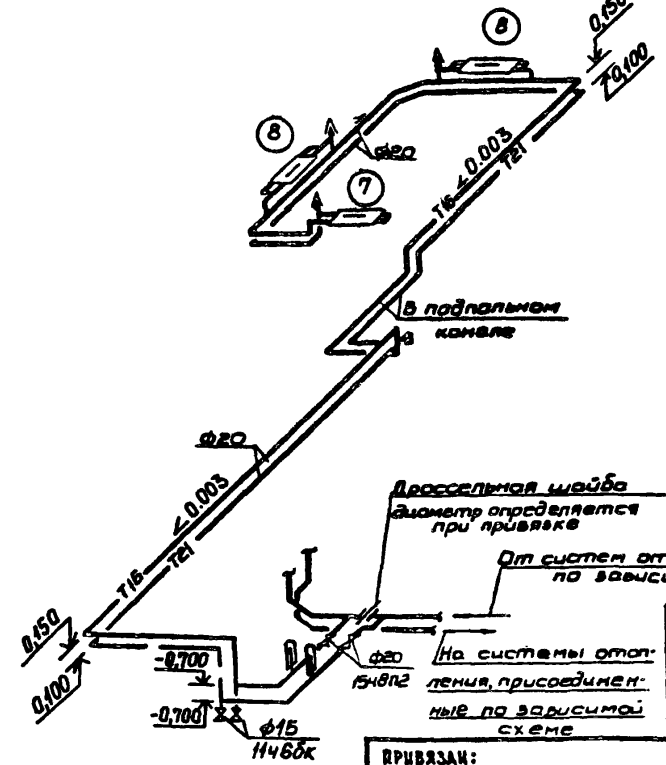 8
0,150
0,100
8
ф20
7
Т16 ∠0.003
Т21
В подпольном
канале
ф20
∠0.003
Т16
Т21
Дроссельная шайба
диаметр определяется
при привязке
От систем от
по завис
0,150
0,100
-0,700
-0,700
ф20
15ч8п2
На системы отоп-
ления, присоединен-
ные по зависимой
схеме
ф15
11ч6бк
ПРИВЯЗАН: